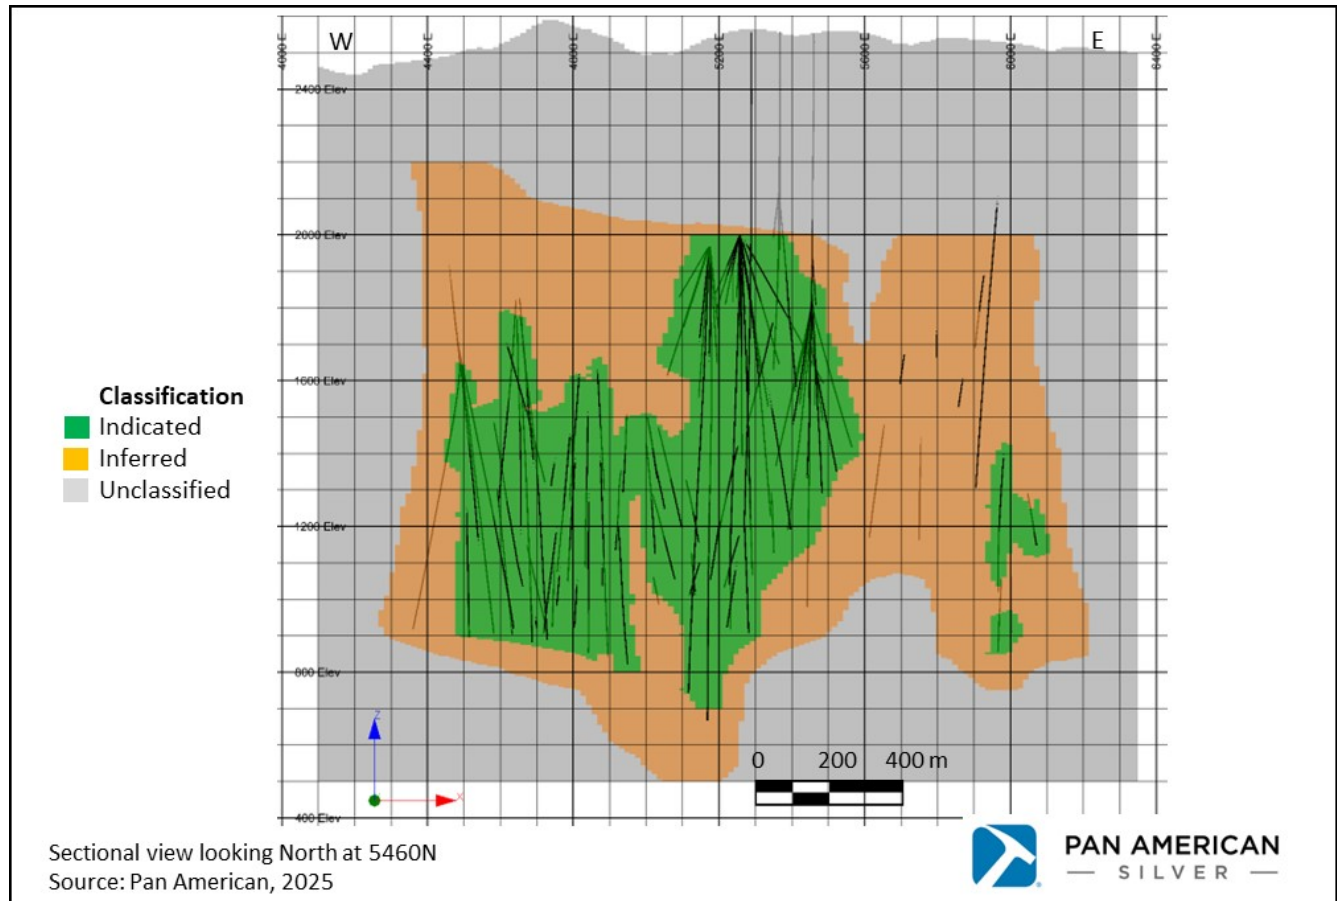 W
E
4000 E
4400 E
4800 E
5200 E
5600 E
6000 E
6400 E
2400 Elev
2000 Elev
1600 Elev
1200 Elev
800 Elev
400 Elev
Classification
Indicated
Inferred
Unclassified
Z
X
0 200 400 m
Sectional view looking North at 5460N
Source: Pan American, 2025
PAN AMERICAN
— SILVER —